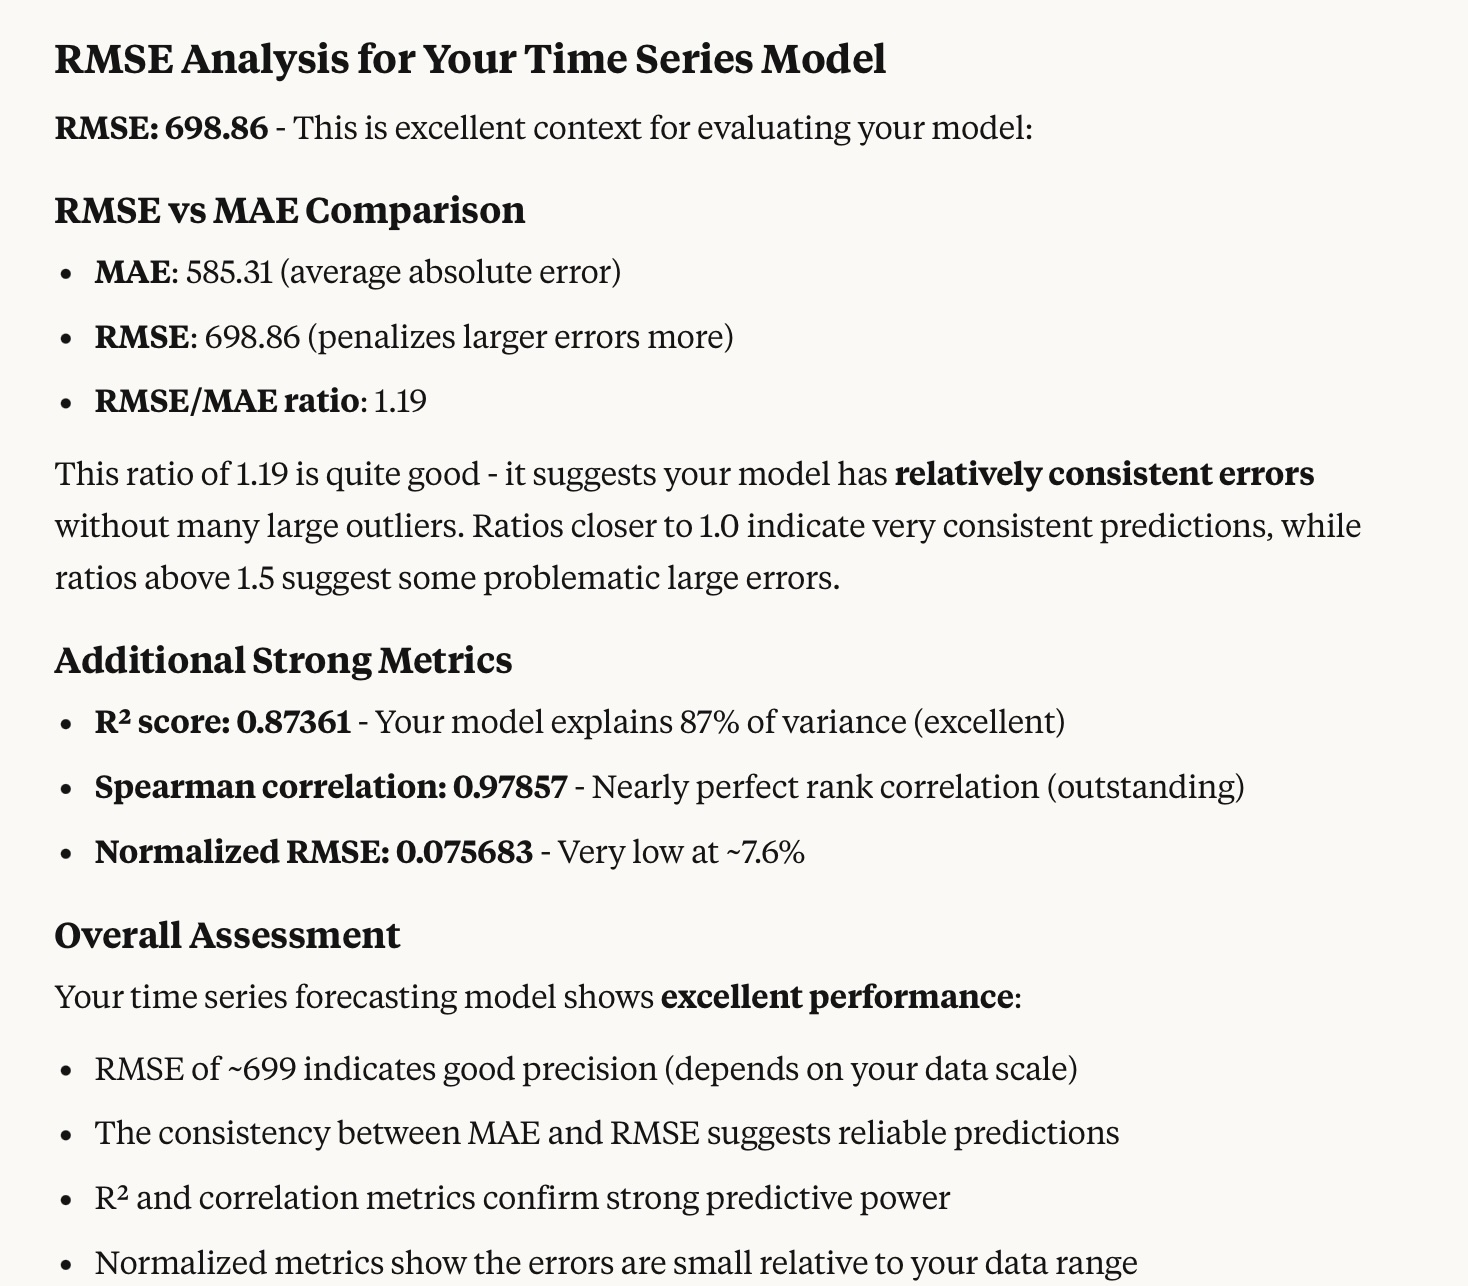 RMSE Analysis for Your Time Series Model
RMSE: 698.86 - This is excellent context for evaluating your model:
RMSE vs MAE Comparison
• MAE: 585.31 (average absolute error)
• RMSE: 698.86 (penalizes larger errors more)
• RMSE/MAE ratio: 1.19
This ratio of 1.19 is quite good - it suggests your model has relatively consistent errors
without many large outliers. Ratios closer to 1.0 indicate very consistent predictions, while
ratios above 1.5 suggest some problematic large errors.
Additional Strong Metrics
• R² score: 0.87361 - Your model explains 87% of variance (excellent)
• Spearman correlation: 0.97857 - Nearly perfect rank correlation (outstanding)
• Normalized RMSE: 0.075683 - Very low at ~7.6%
Overall Assessment
Your time series forecasting model shows excellent performance:
• RMSE of ~699 indicates good precision (depends on your data scale)
• The consistency between MAE and RMSE suggests reliable predictions
• R² and correlation metrics confirm strong predictive power
• Normalized metrics show the errors are small relative to your data range